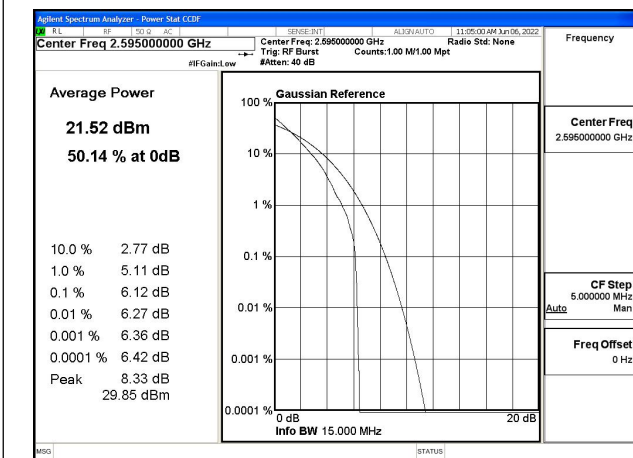 Agilent Spectrum Analyzer - Power Stat CCDF
RL RF 50 Ω AC SENSE:INT ALIGN AUTO 11:05:00 AM Jun 06, 2022
Center Freq 2.595000000 GHz
Center Freq: 2.595000000 GHz Radio Std: None
Trig: RF Burst Counts:1.00 M/1.00 Mpt
#IFGain:Low #Atten: 40 dB
Frequency
Average Power
21.52 dBm
50.14 % at 0dB
10.0 % 2.77 dB
1.0 % 5.11 dB
0.1 % 6.12 dB
0.01 % 6.27 dB
0.001 % 6.36 dB
0.0001 % 6.42 dB
Peak 8.33 dB
29.85 dBm
Gaussian Reference
100 %
10 %
1 %
0.1 %
0.01 %
0.001 %
0.0001 %
0 dB 20 dB
Info BW 15.000 MHz
Center Freq
2.595000000 GHz
CF Step
5.000000 MHz
Auto Man
Freq Offset
0 Hz
MSG STATUS